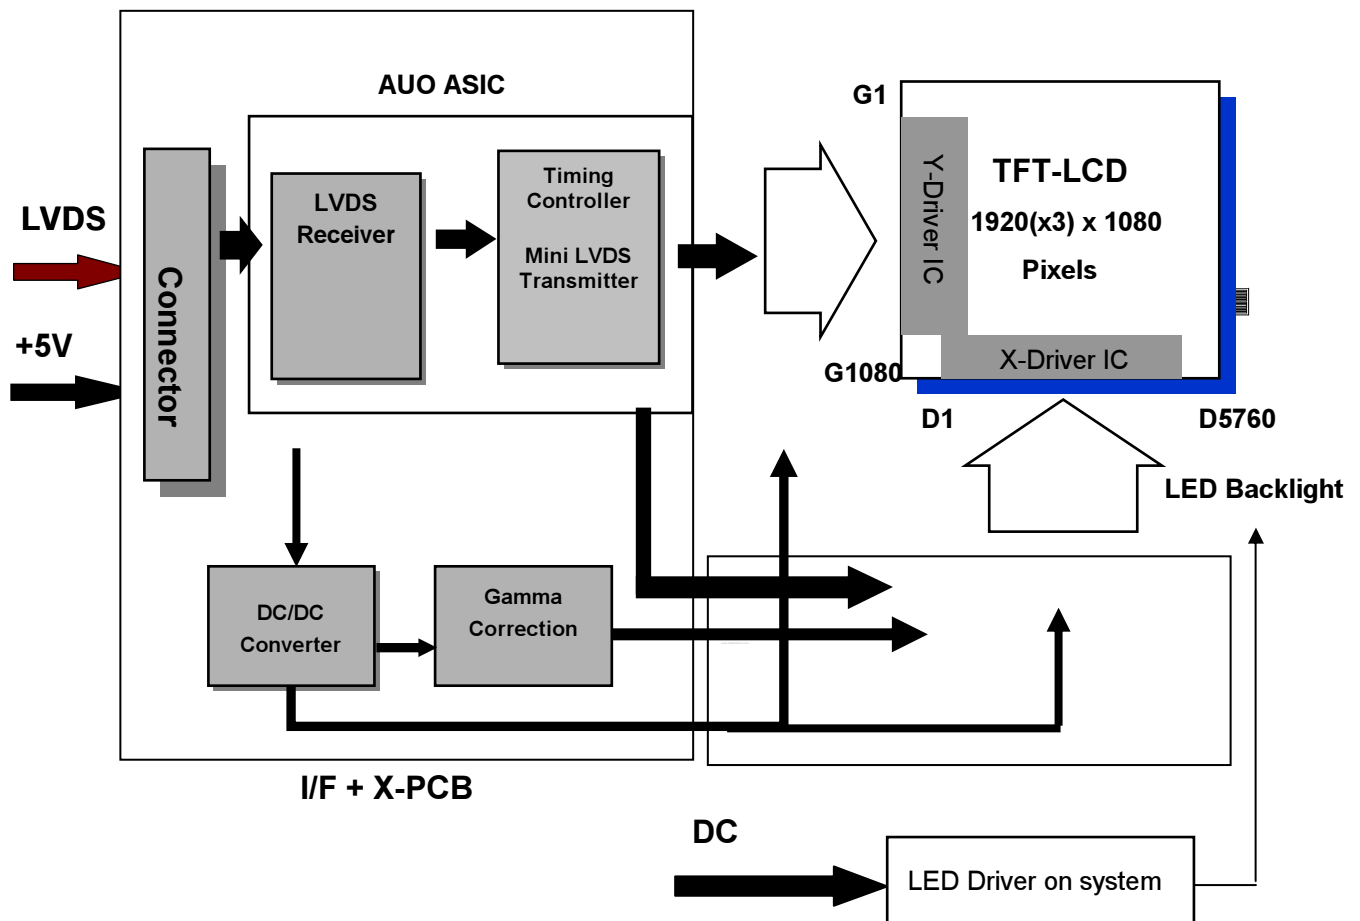 AUO ASIC
G1
Timing
Controller
Mini LVDS
Transmitter
LVDS
Receiver
TFT-LCD
1920(x3) x 1080
Pixels
Y-Driver IC
LVDS
+5V
Connector
X-Driver IC
G1080
D1
D5760
LED Backlight
DC/DC
Converter
Gamma
Correction
I/F + X-PCB
DC
LED Driver on system